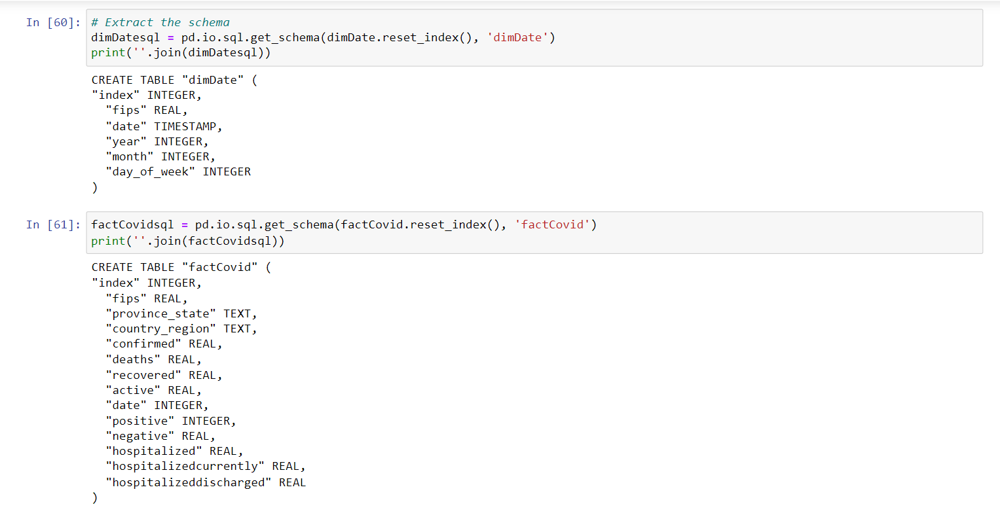 In [60]: # Extract the schema
dimDatesql = pd.io.sql.get_schema(dimDate.reset_index(), 'dimDate')
print(''.join(dimDatesql))
CREATE TABLE "dimDate" (
"index" INTEGER,
  "fips" REAL,
  "date" TIMESTAMP,
  "year" INTEGER,
  "month" INTEGER,
  "day_of_week" INTEGER
)
In [61]: factCovidsql = pd.io.sql.get_schema(factCovid.reset_index(), 'factCovid')
print(''.join(factCovidsql))
CREATE TABLE "factCovid" (
"index" INTEGER,
  "fips" REAL,
  "province_state" TEXT,
  "country_region" TEXT,
  "confirmed" REAL,
  "deaths" REAL,
  "recovered" REAL,
  "active" REAL,
  "date" INTEGER,
  "positive" INTEGER,
  "negative" REAL,
  "hospitalized" REAL,
  "hospitalizedcurrently" REAL,
  "hospitalizeddischarged" REAL
)